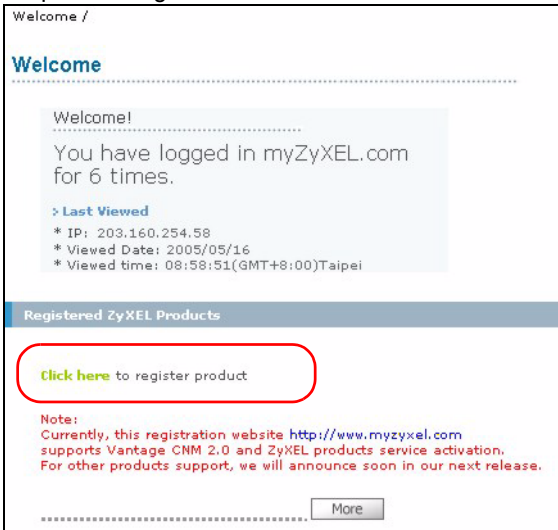 Welcome /
Welcome
Welcome!
You have logged in myZyXEL.com
for 6 times.
> Last Viewed
* IP: 203.160.254.58
* Viewed Date: 2005/05/16
* Viewed time: 08:58:51(GMT+8:00)Taipei
Registered ZyXEL Products
Click here to register product
Note:
Currently, this registration website http://www.myzyxel.com
supports Vantage CNM 2.0 and ZyXEL products service activation.
For other products support, we will announce soon in our next release.
More